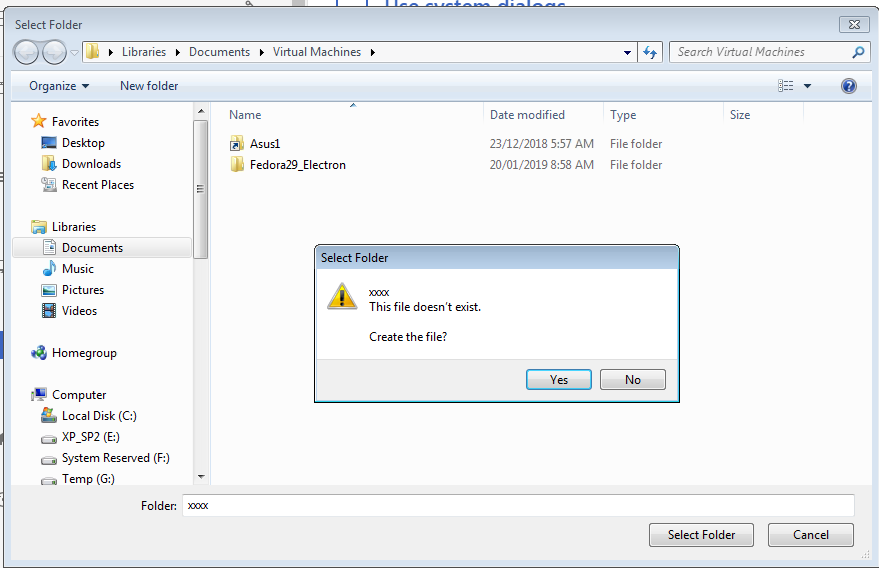 Use system dialogs
Select Folder
Libraries Documents Virtual Machines
Search Virtual Machines
Organize New folder
Name Date modified Type Size
Favorites
Desktop
Downloads
Recent Places
Libraries
Documents
Music
Pictures
Videos
Homegroup
Computer
Local Disk (C:)
XP_SP2 (E:)
System Reserved (F:)
Temp (G:)
Asus1 23/12/2018 5:57 AM File folder
Fedora29_Electron 20/01/2019 8:58 AM File folder
Select Folder
xxxx
This file doesn't exist.
Create the file?
Yes No
Folder: xxxx
Select Folder Cancel